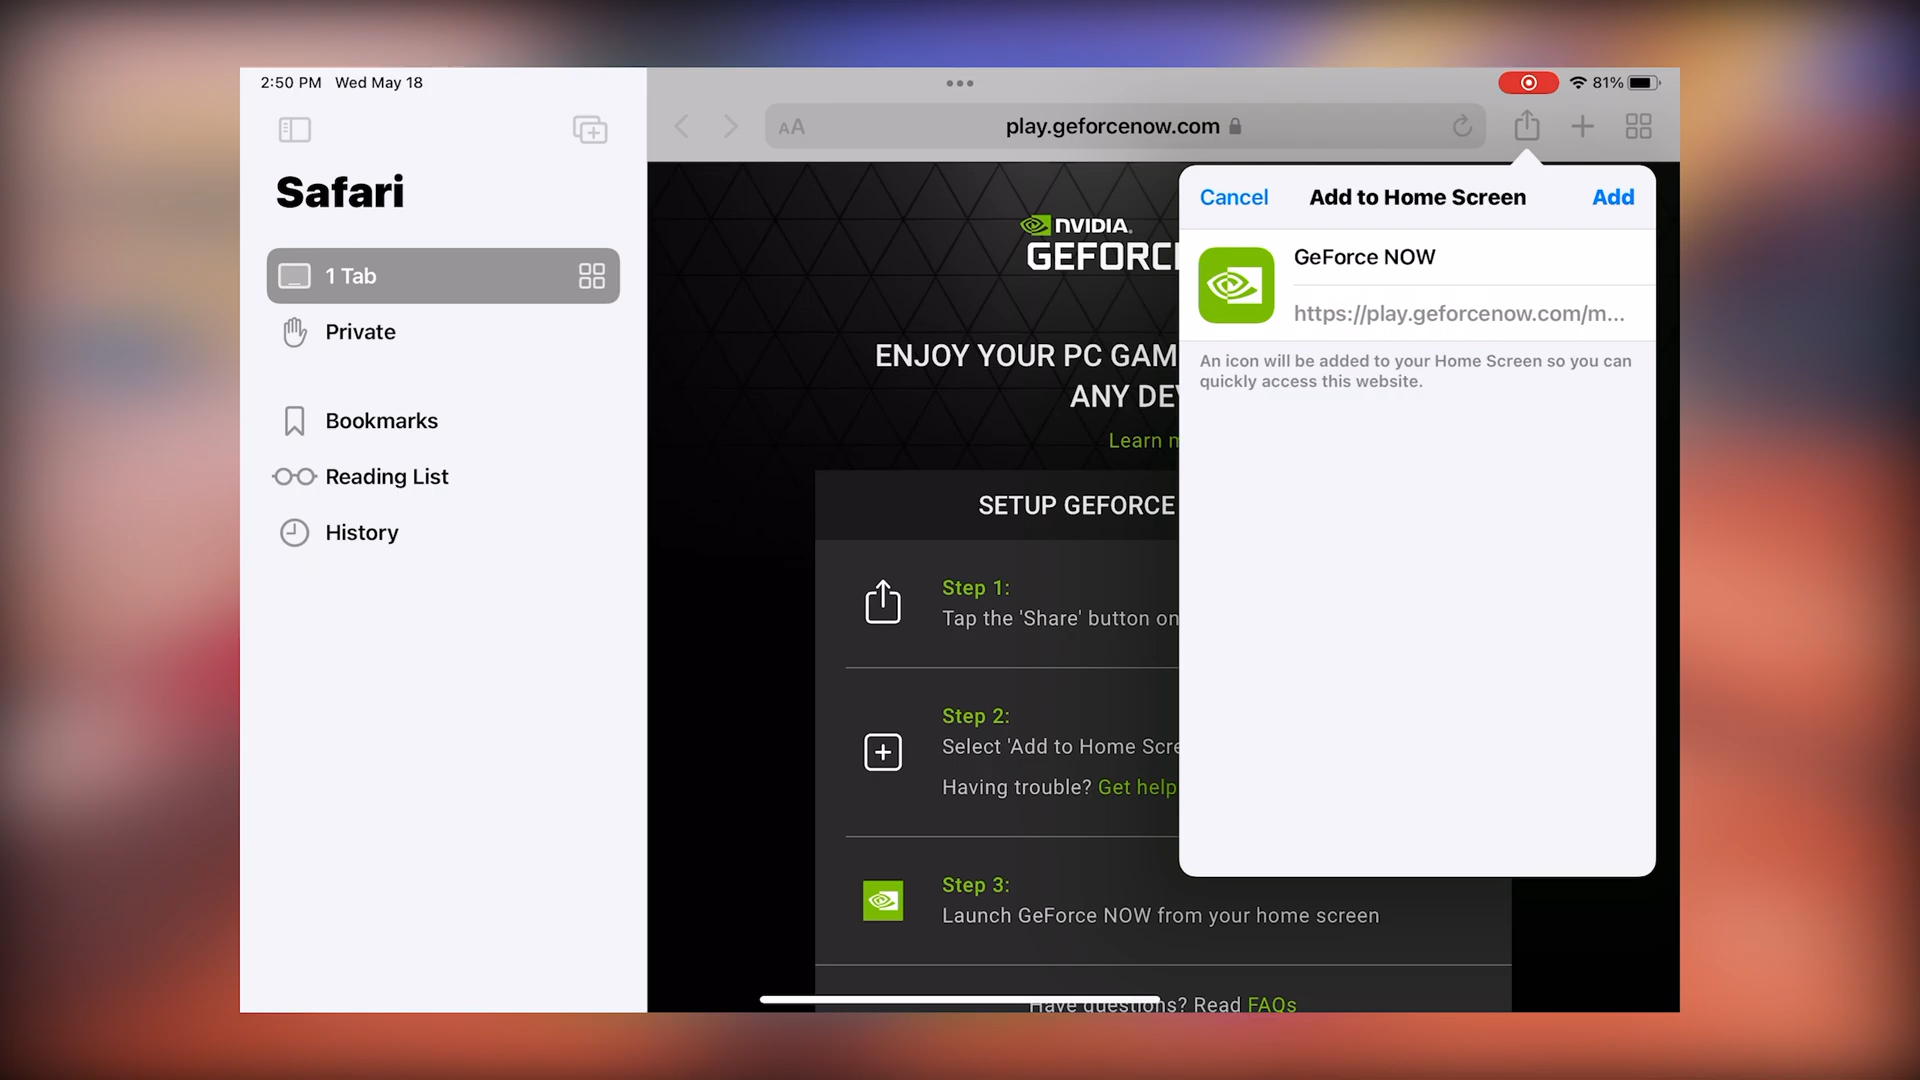 2:50 PM Wed May 18
81%
Safari
1 Tab
Private
Bookmarks
Reading List
History
AA
play.geforcenow.com
Cancel
Add to Home Screen
Add
GeForce NOW
https://play.geforcenow.com/m...
An icon will be added to your Home Screen so you can
quickly access this website.
NVIDIA.
ENJOY YOUR PC
ANY
Learn
SETUP GEFORCE
Step 1:
Tap the 'Share' button on
Step 2:
Select 'Add to Home
Having trouble? Get help
Step 3:
Launch GeForce NOW from your home screen
Have questions? Read FAQs